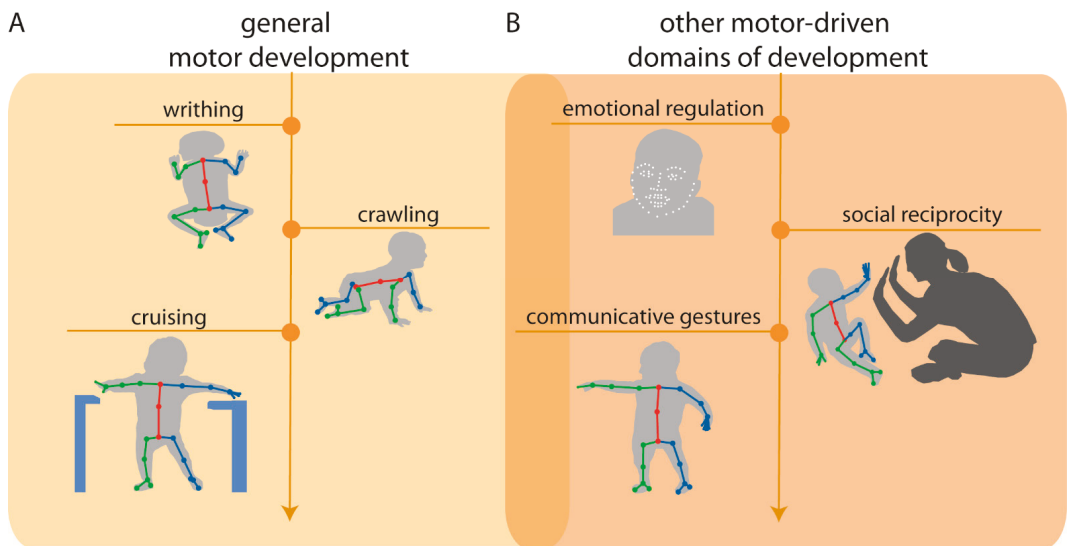 A
general
motor development
writhing
crawling
cruising
B
other motor-driven
domains of development
emotional regulation
social reciprocity
communicative gestures